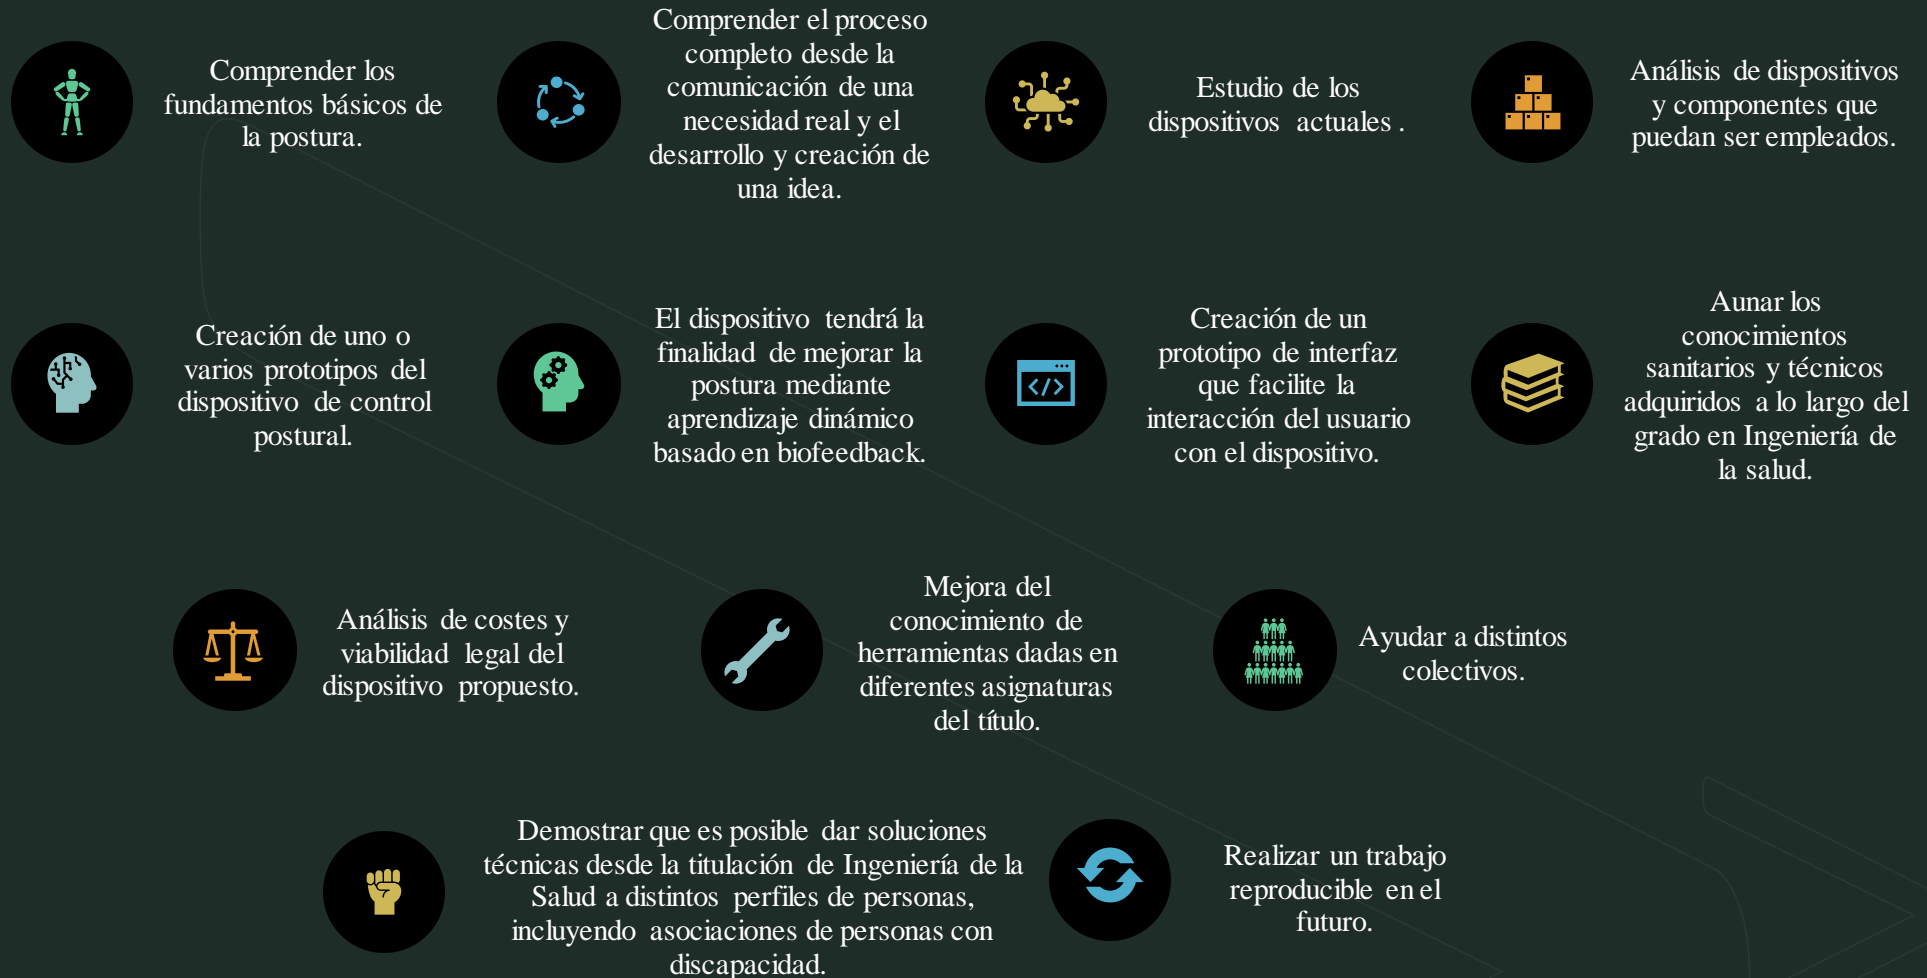 Comprender los
fundamentos básicos de
la postura.
Comprender el proceso
completo desde la
comunicación de una
necesidad real y el
desarrollo y creación de
una idea.
Estudio de los
dispositivos actuales .
Análisis de dispositivos
y componentes que
puedan ser empleados.
Creación de uno o
varios prototipos del
dispositivo de control
postural.
El dispositivo tendrá la
finalidad de mejorar la
postura mediante
aprendizaje dinámico
basado en biofeedback.
Creación de un
prototipo de interfaz
que facilite la
interacción del usuario
con el dispositivo.
Aunar los
conocimientos
sanitarios y técnicos
adquiridos a lo largo del
grado en Ingeniería de
la salud.
Análisis de costes y
viabilidad legal del
dispositivo propuesto.
Mejora del
conocimiento de
herramientas dadas en
diferentes asignaturas
del título.
Ayudar a distintos
colectivos.
Demostrar que es posible dar soluciones
técnicas desde la titulación de Ingeniería de la
Salud a distintos perfiles de personas,
incluyendo asociaciones de personas con
discapacidad.
Realizar un trabajo
reproducible en el
futuro.